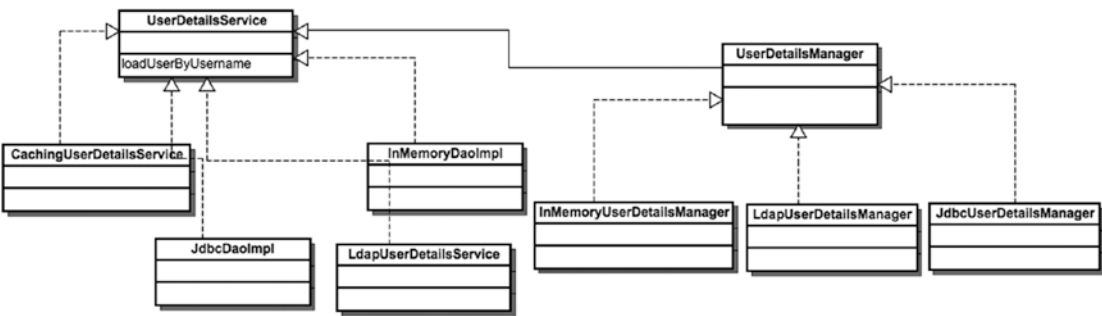 UserDetailsService
loadUserByUsername
UserDetailsManager
CachingUserDetailsService
InMemoryDaoImpl
InMemoryUserDetailsManager
LdapUserDetailsManager
JdbcUserDetailsManager
JdbcDaoImpl
LdapUserDetailsService